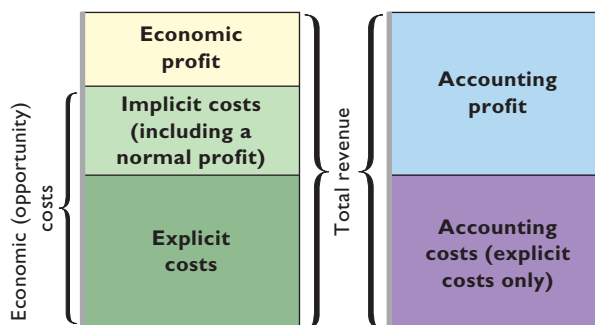 Economic (opportunity)
costs
Economic
profit
Implicit costs
(including a
normal profit)
Explicit
costs
Total revenue
Accounting
profit
Accounting
costs (explicit
costs only)